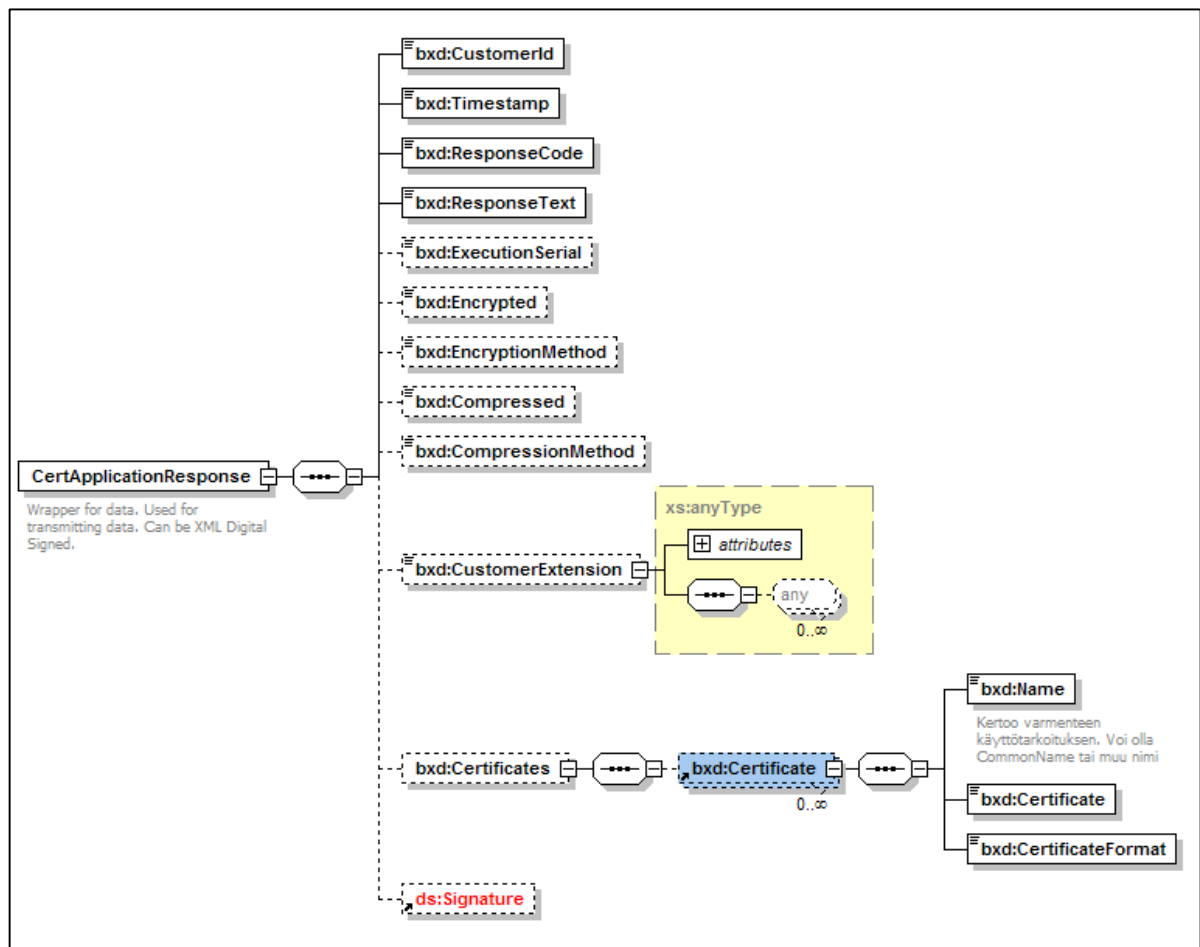 bxd:CustomerId
bxd:Timestamp
bxd:ResponseCode
bxd:ResponseText
bxd:ExecutionSerial
bxd:Encrypted
bxd:EncryptionMethod
bxd:Compressed
bxd:CompressionMethod
CertApplicationResponse
Wrapper for data. Used for
transmitting data. Can be XML Digital
Signed.
xs:anyType
attributes
bxd:CustomerExtension
any
0..∞
bxd:Name
Kertoo varmenteen
käyttötarkoituksen. Voi olla
CommonName tai muu nimi
bxd:Certificates
bxd:Certificate
0..∞
bxd:Certificate
bxd:CertificateFormat
ds:Signature